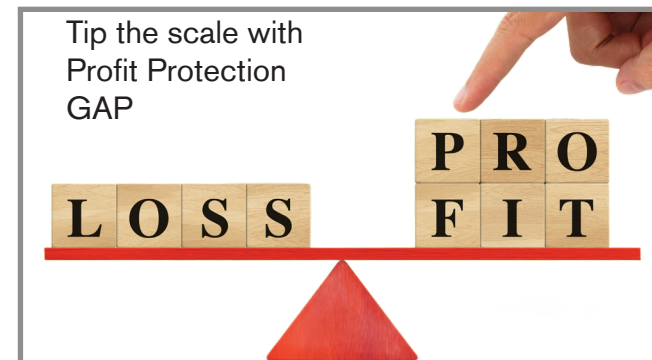 Tip the scale with
Profit Protection
GAP
PRO
LOSS
FIT